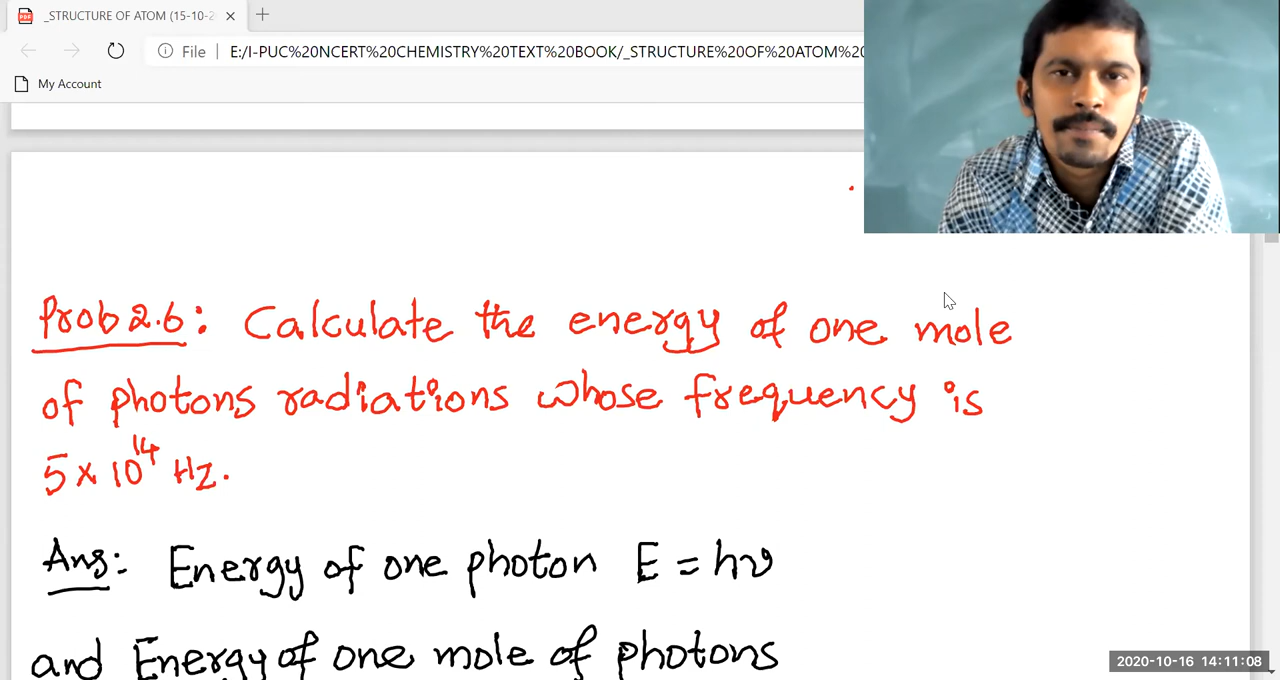 _STRUCTURE OF ATOM (15-10-2
File
E:/I-PUC%20NCERT%20CHEMISTRY%20TEXT%20BOOK/_STRUCTURE%20OF%20ATOM%20
My Account
Prob 2.6: Calculate the energy of one mole
of photons radiations whose frequency is
5 × 10¹⁴ Hz.
Ans: Energy of one photon E = hν
and Energy of one mole of photons
2020-10-16 14:11:08